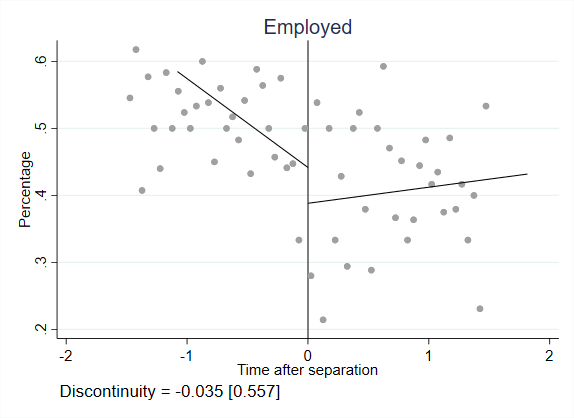 Employed
Percentage
.6
.5
.4
.3
.2
-2 -1 0 1 2
Time after separation
Discontinuity = -0.035 [0.557]